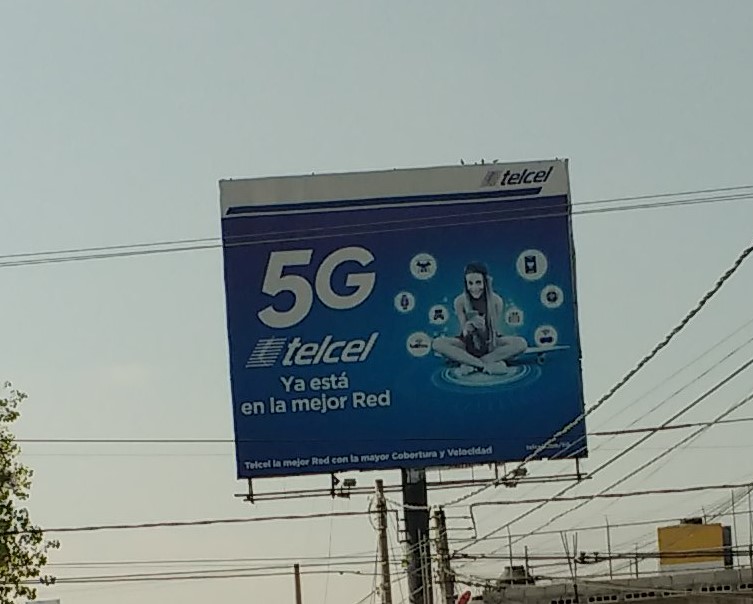 telcel
5G
telcel
Ya está
en la mejor Red
Telcel la mejor Red con la mayor Cobertura y Velocidad